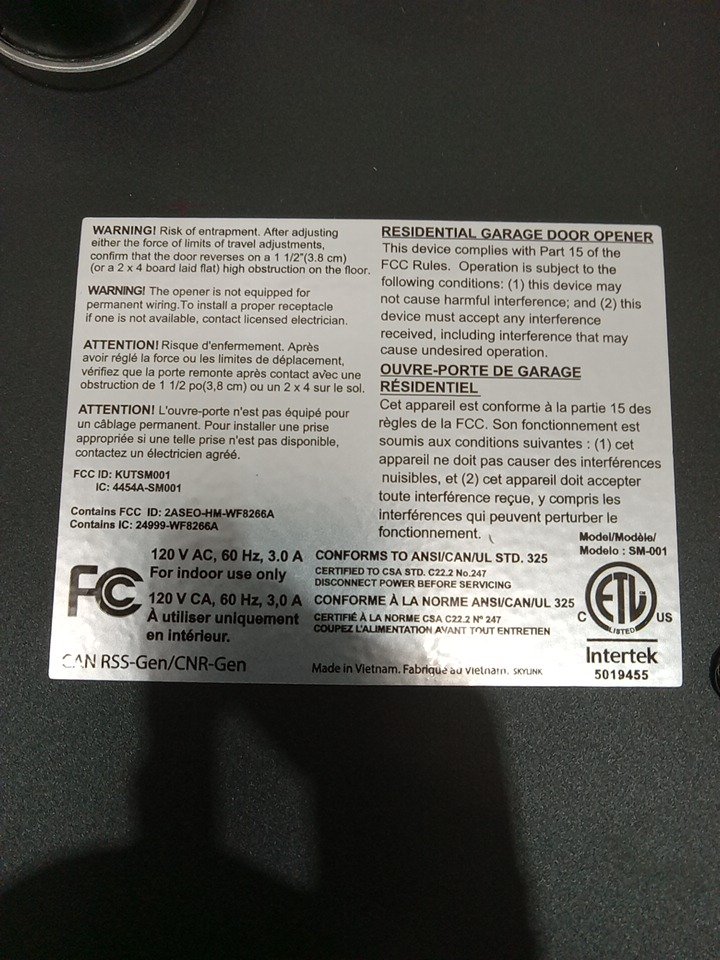 WARNING! Risk of entrapment. After adjusting
either the force of limits of travel adjustments,
confirm that the door reverses on a 1 1/2"(3.8 cm)
(or a 2 x 4 board laid flat) high obstruction on the floor.
WARNING! The opener is not equipped for
permanent wiring.To install a proper receptacle
if one is not available, contact licensed electrician.
ATTENTION! Risque d'enfermement. Après
avoir réglé la force ou les limites de déplacement,
vérifiez que la porte remonte après contact avec une
obstruction de 1 1/2 po(3,8 cm) ou un 2 x 4 sur le sol.
ATTENTION! L'ouvre-porte n'est pas équipé pour
un câblage permanent. Pour installer une prise
appropriée si une telle prise n'est pas disponible,
contactez un électricien agréé.
FCC ID: KUTSM001
IC: 4454A-SM001
Contains FCC ID: 2ASEO-HM-WF8266A
Contains IC: 24999-WF8266A
RESIDENTIAL GARAGE DOOR OPENER
This device complies with Part 15 of the
FCC Rules. Operation is subject to the
following conditions: (1) this device may
not cause harmful interference; and (2) this
device must accept any interference
received, including interference that may
cause undesired operation.
OUVRE-PORTE DE GARAGE
RÉSIDENTIEL
Cet appareil est conforme à la partie 15 des
règles de la FCC. Son fonctionnement est
soumis aux conditions suivantes : (1) cet
appareil ne doit pas causer des interférences
nuisibles, et (2) cet appareil doit accepter
toute interférence reçue, y compris les
interférences qui peuvent perturber le
fonctionnement.
Model/Modèle/
Modelo : SM-001
FC
120 V AC, 60 Hz, 3.0 A
For indoor use only
120 V CA, 60 Hz, 3,0 A
À utiliser uniquement
en intérieur.
CONFORMS TO ANSI/CAN/UL STD. 325
CERTIFIED TO CSA STD. C22.2 No.247
DISCONNECT POWER BEFORE SERVICING
CONFORME À LA NORME ANSI/CAN/UL 325
CERTIFIÉ À LA NORME CSA C22.2 N° 247
COUPEZ L'ALIMENTATION AVANT TOUT ENTRETIEN
C ETL US
LISTED
Intertek
5019455
CAN RSS-Gen/CNR-Gen
Made in Vietnam. Fabriqué au Vietnam. SKYLINK